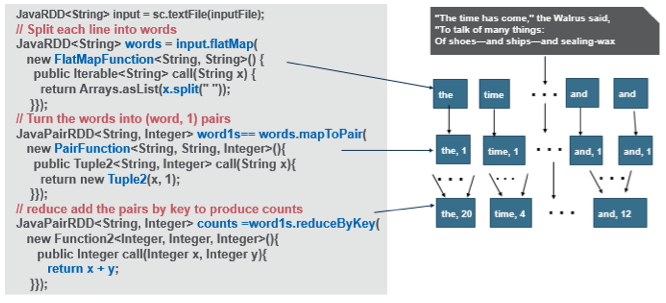 JavaRDD<String> input = sc.textFile(inputFile);
// Split each line into words
JavaRDD<String> words = input.flatMap(
new FlatMapFunction<String, String>() {
public Iterable<String> call(String x) {
return Arrays.asList(x.split(" "));
}});
// Turn the words into (word, 1) pairs
JavaPairRDD<String, Integer> word1s== words.mapToPair(
new PairFunction<String, String, Integer>(){
public Tuple2<String, Integer> call(String x){
return new Tuple2(x, 1);
}});
// reduce add the pairs by key to produce counts
JavaPairRDD<String, Integer> counts =word1s.reduceByKey(
new Function2<Integer, Integer, Integer>(){
public Integer call(Integer x, Integer y){
return x + y;
}});
"The time has come," the Walrus said,
"To talk of many things:
Of shoes—and ships—and sealing-wax
the time . . . and and
the, 1 time, 1 . . . and, 1 and, 1
. . . . . . . . .
the, 20 time, 4 . . . and, 12